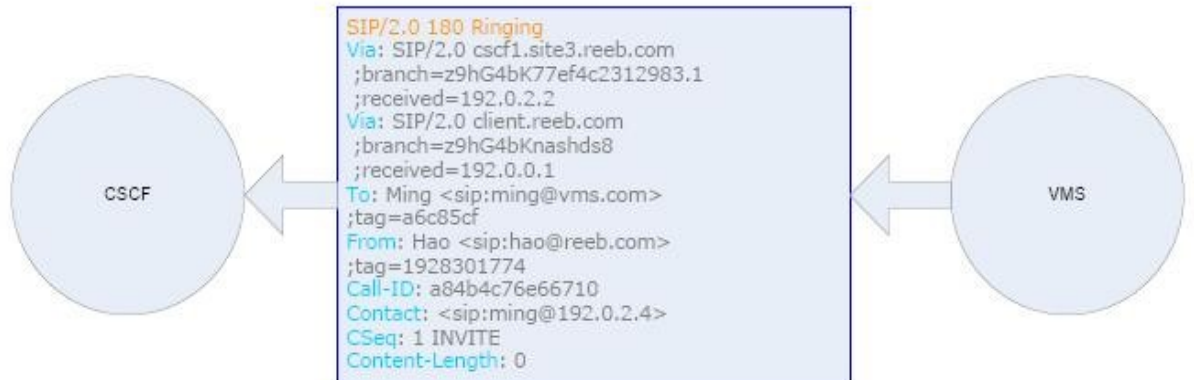 SIP/2.0 180 Ringing
Via: SIP/2.0 cscf1.site3.reeb.com
;branch=z9hG4bK77ef4c2312983.1
;received=192.0.2.2
Via: SIP/2.0 client.reeb.com
;branch=z9hG4bKnashds8
;received=192.0.0.1
To: Ming <sip:ming@vms.com>
;tag=a6c85cf
From: Hao <sip:hao@reeb.com>
;tag=1928301774
Call-ID: a84b4c76e66710
Contact: <sip:ming@192.0.2.4>
CSeq: 1 INVITE
Content-Length: 0
CSCF
VMS